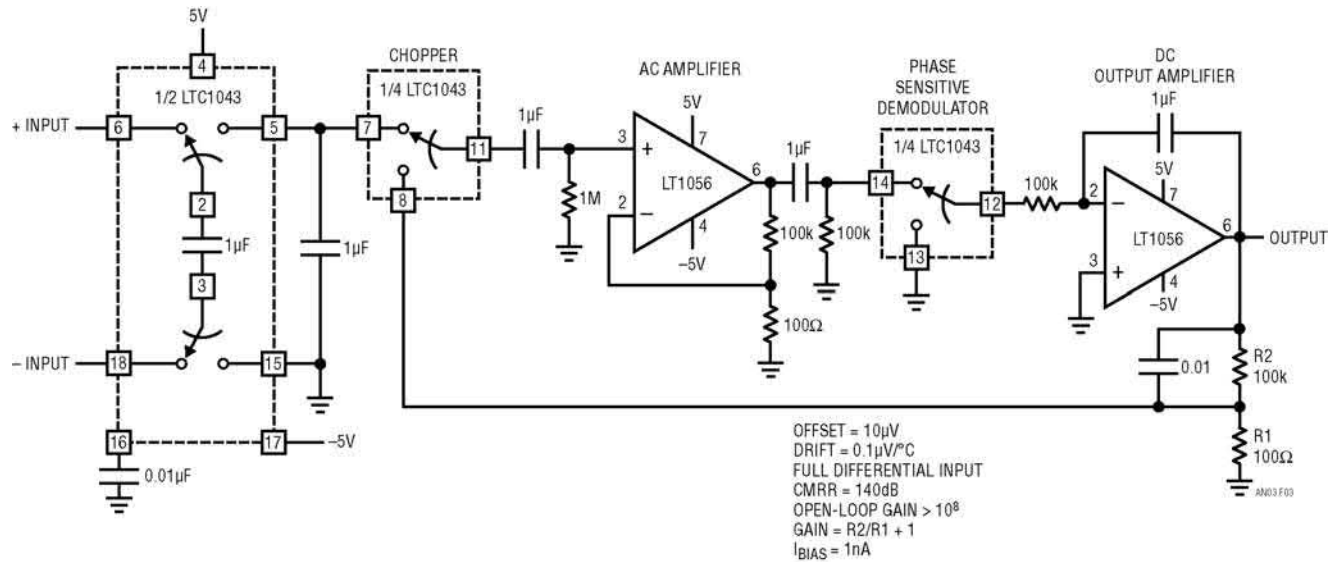 5V
4
1/2 LTC1043
+ INPUT
6
5
2
1µF
3
1µF
– INPUT
18
15
16
17
–5V
0.01µF
CHOPPER
1/4 LTC1043
7
11
8
1µF
1M
AC AMPLIFIER
5V
3
7
+
6
LT1056
2
–
4
–5V
1µF
100k
100k
100Ω
PHASE
SENSITIVE
DEMODULATOR
1/4 LTC1043
14
12
13
100k
DC
OUTPUT AMPLIFIER
1µF
5V
2
7
–
6
OUTPUT
LT1056
3
+
4
–5V
0.01
R2
100k
R1
100Ω
OFFSET = 10µV
DRIFT = 0.1µV/°C
FULL DIFFERENTIAL INPUT
CMRR = 140dB
OPEN-LOOP GAIN > 10⁸
GAIN = R2/R1 + 1
I_BIAS = 1nA
AN03 F03